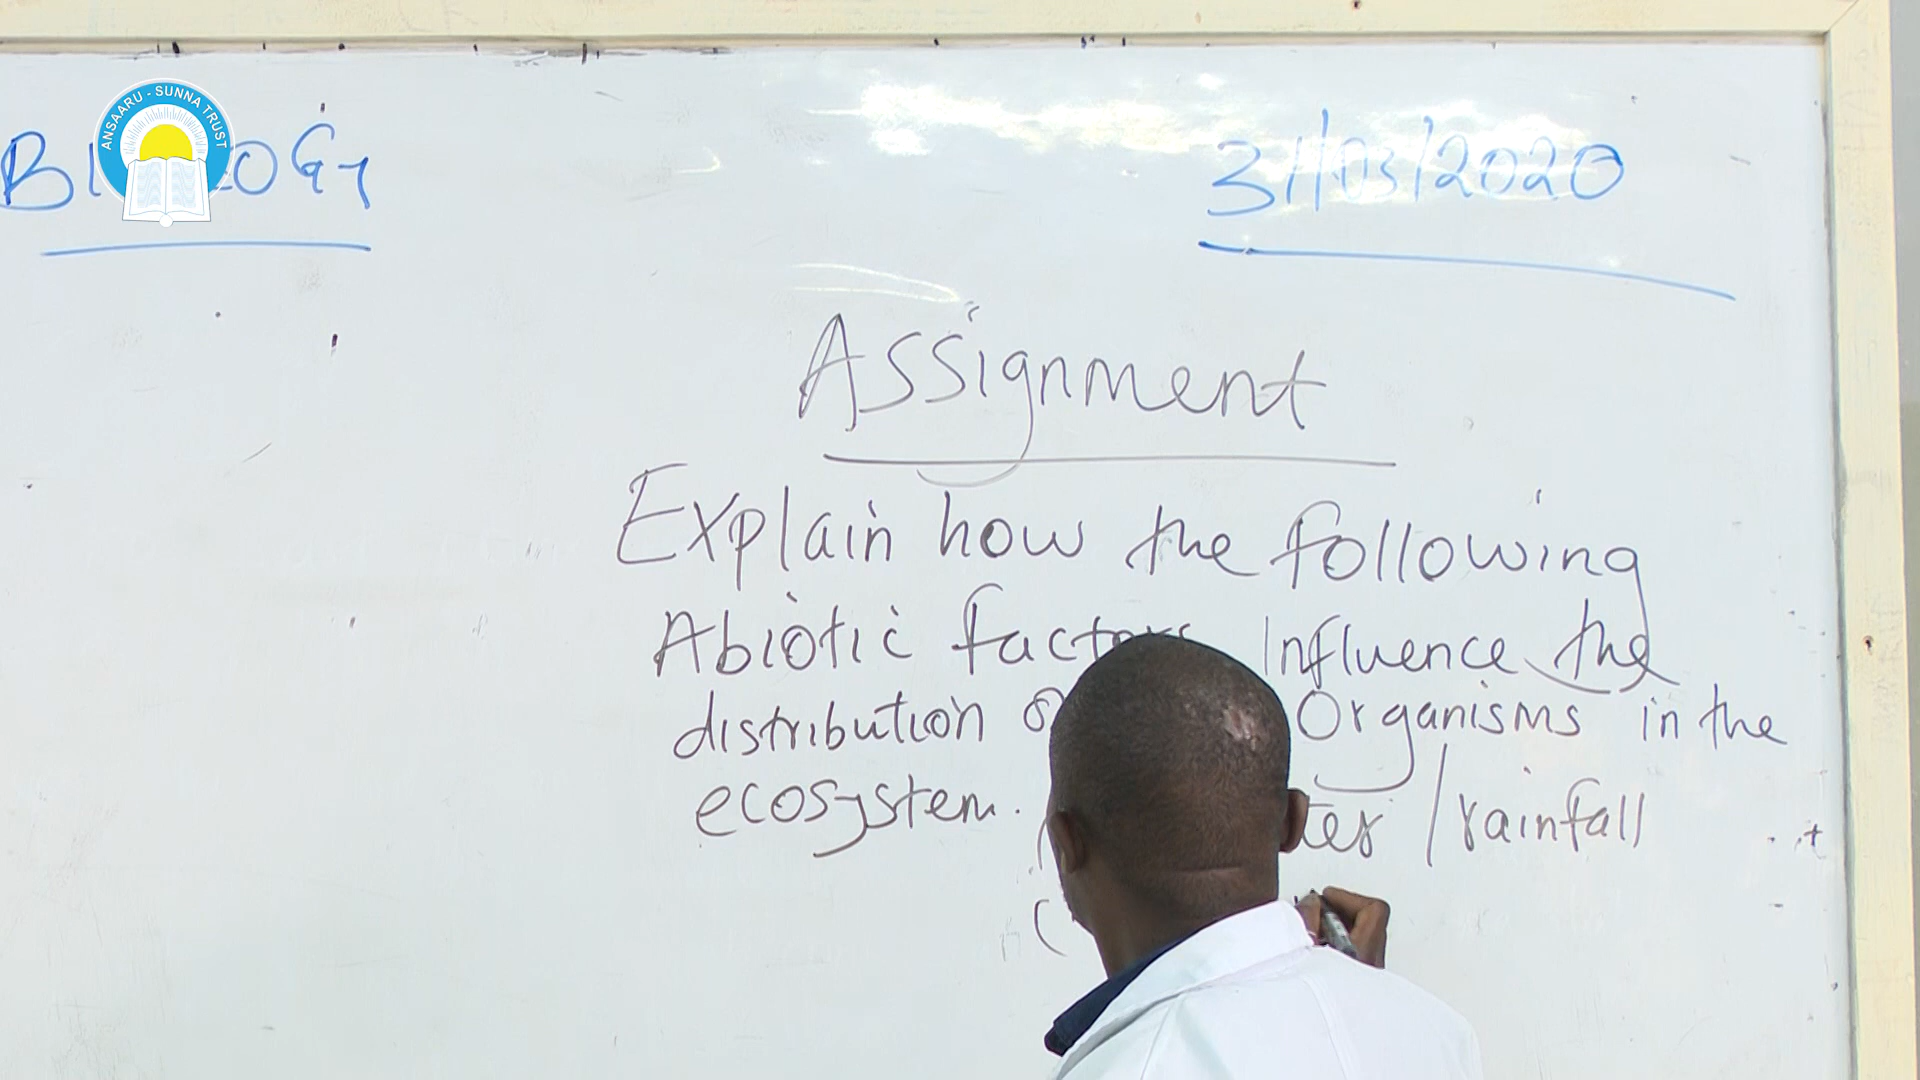 ANSAARU - SUNNA TRUST
31/03/2020
Assignment
Explain how the following
Abiotic factors Influence the
distribution Organisms in the
ecosystem. /rainfall